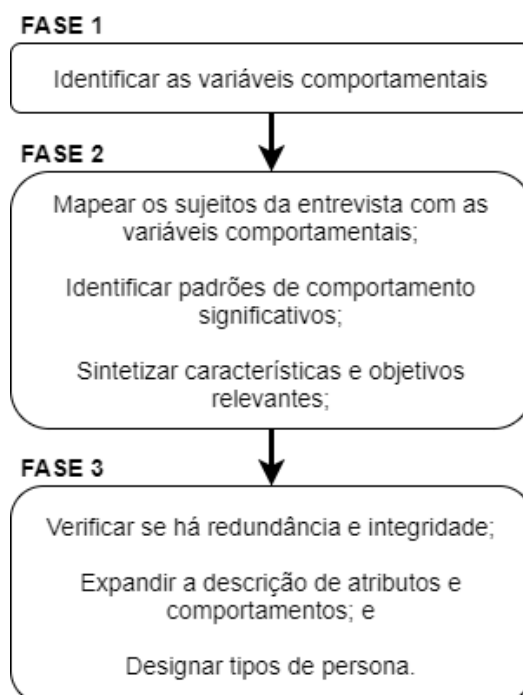 FASE 1
Identificar as variáveis comportamentais
FASE 2
Mapear os sujeitos da entrevista com as
variáveis comportamentais;
Identificar padrões de comportamento
significativos;
Sintetizar características e objetivos
relevantes;
FASE 3
Verificar se há redundância e integridade;
Expandir a descrição de atributos e
comportamentos; e
Designar tipos de persona.